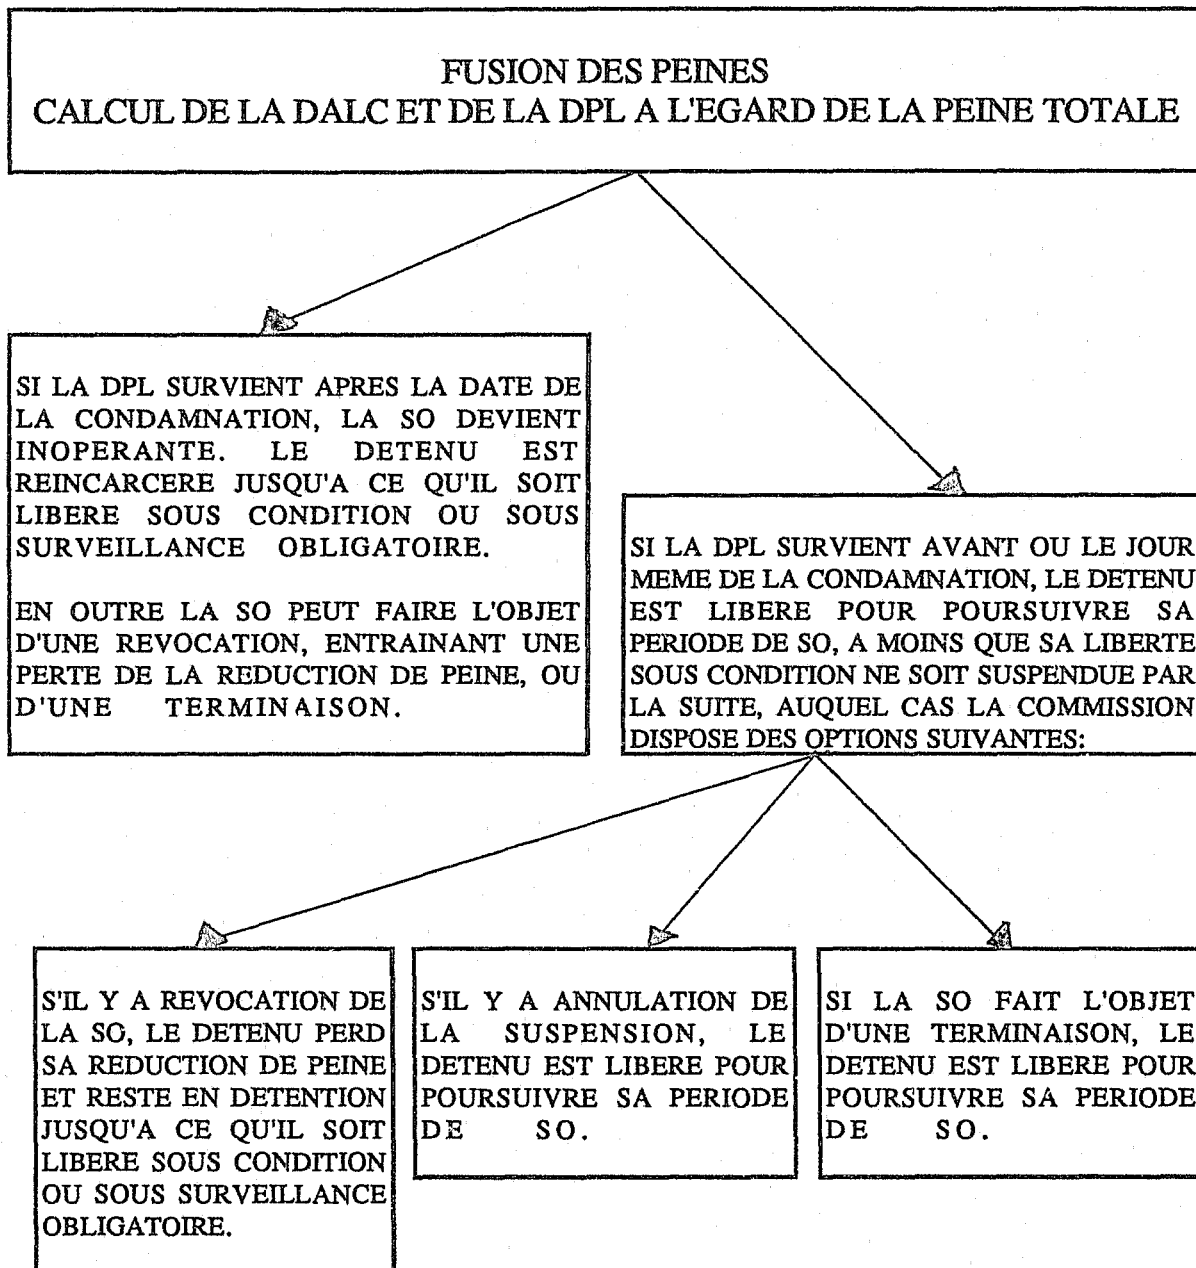 FUSION DES PEINES
CALCUL DE LA DALC ET DE LA DPL A L'EGARD DE LA PEINE TOTALE
SI LA DPL SURVIENT APRES LA DATE DE
LA CONDAMNATION, LA SO DEVIENT
INOPERANTE. LE DETENU EST
REINCARCERE JUSQU'A CE QU'IL SOIT
LIBERE SOUS CONDITION OU SOUS
SURVEILLANCE OBLIGATOIRE.
EN OUTRE LA SO PEUT FAIRE L'OBJET
D'UNE REVOCATION, ENTRAINANT UNE
PERTE DE LA REDUCTION DE PEINE, OU
D'UNE TERMINAISON.
SI LA DPL SURVIENT AVANT OU LE JOUR
MEME DE LA CONDAMNATION, LE DETENU
EST LIBERE POUR POURSUIVRE SA
PERIODE DE SO, A MOINS QUE SA LIBERTE
SOUS CONDITION NE SOIT SUSPENDUE PAR
LA SUITE, AUQUEL CAS LA COMMISSION
DISPOSE DES OPTIONS SUIVANTES:
S'IL Y A REVOCATION DE
LA SO, LE DETENU PERD
SA REDUCTION DE PEINE
ET RESTE EN DETENTION
JUSQU'A CE QU'IL SOIT
LIBERE SOUS CONDITION
OU SOUS SURVEILLANCE
OBLIGATOIRE.
S'IL Y A ANNULATION DE
LA SUSPENSION, LE
DETENU EST LIBERE POUR
POURSUIVRE SA PERIODE
DE SO.
SI LA SO FAIT L'OBJET
D'UNE TERMINAISON, LE
DETENU EST LIBERE POUR
POURSUIVRE SA PERIODE
DE SO.